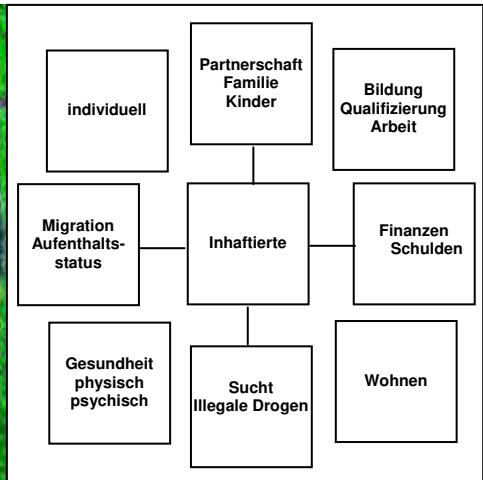 individuell
Partnerschaft
Familie
Kinder
Bildung
Qualifizierung
Arbeit
Migration
Aufenthalts-
status
Inhaftierte
Finanzen
Schulden
Gesundheit
physisch
psychisch
Sucht
Illegale Drogen
Wohnen